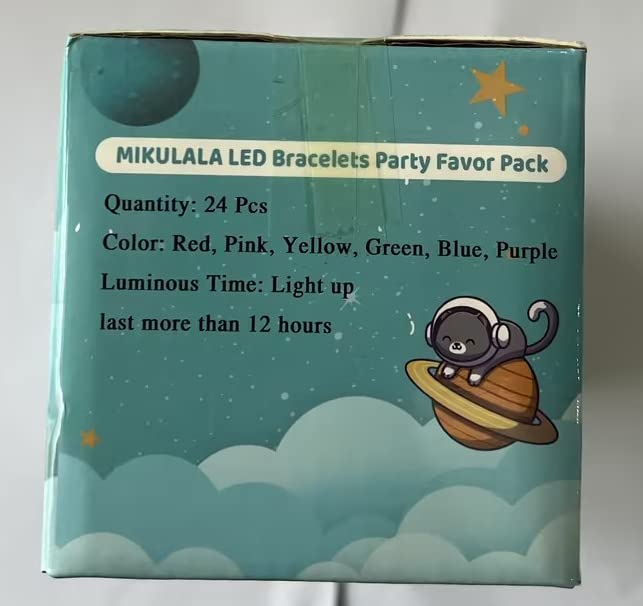 MIKULALA LED Bracelets Party Favor Pack
Quantity: 24 Pcs
Color: Red, Pink, Yellow, Green, Blue, Purple
Luminous Time: Light up
last more than 12 hours